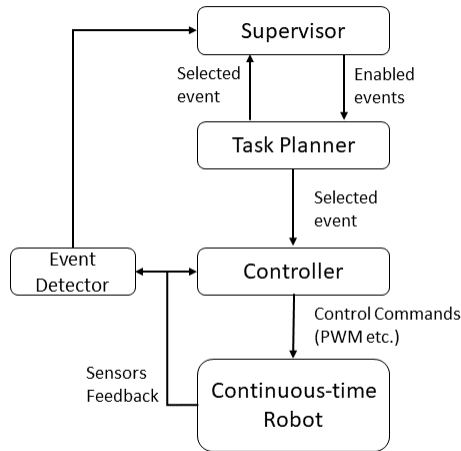 Supervisor
Selected
event
Enabled
events
Task Planner
Selected
event
Event
Detector
Controller
Control Commands
(PWM etc.)
Sensors
Feedback
Continuous-time
Robot